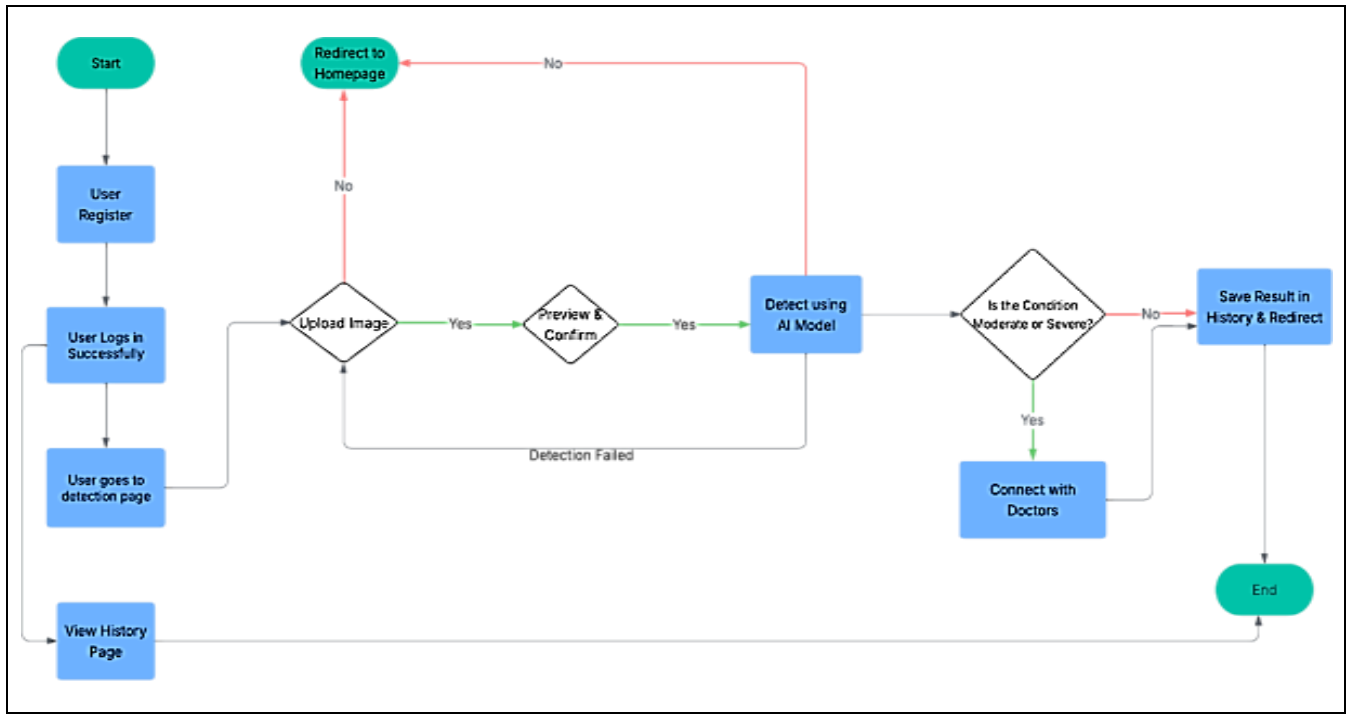 Start
Redirect to
Homepage
No
No
User
Register
User Logs in
Successfully
User goes to
detection page
View History
Page
Upload Image
Yes
Preview &
Confirm
Yes
Detect using
AI Model
Detection Failed
Is the Condition
Moderate or Severe?
No
Yes
Connect with
Doctors
Save Result in
History & Redirect
End